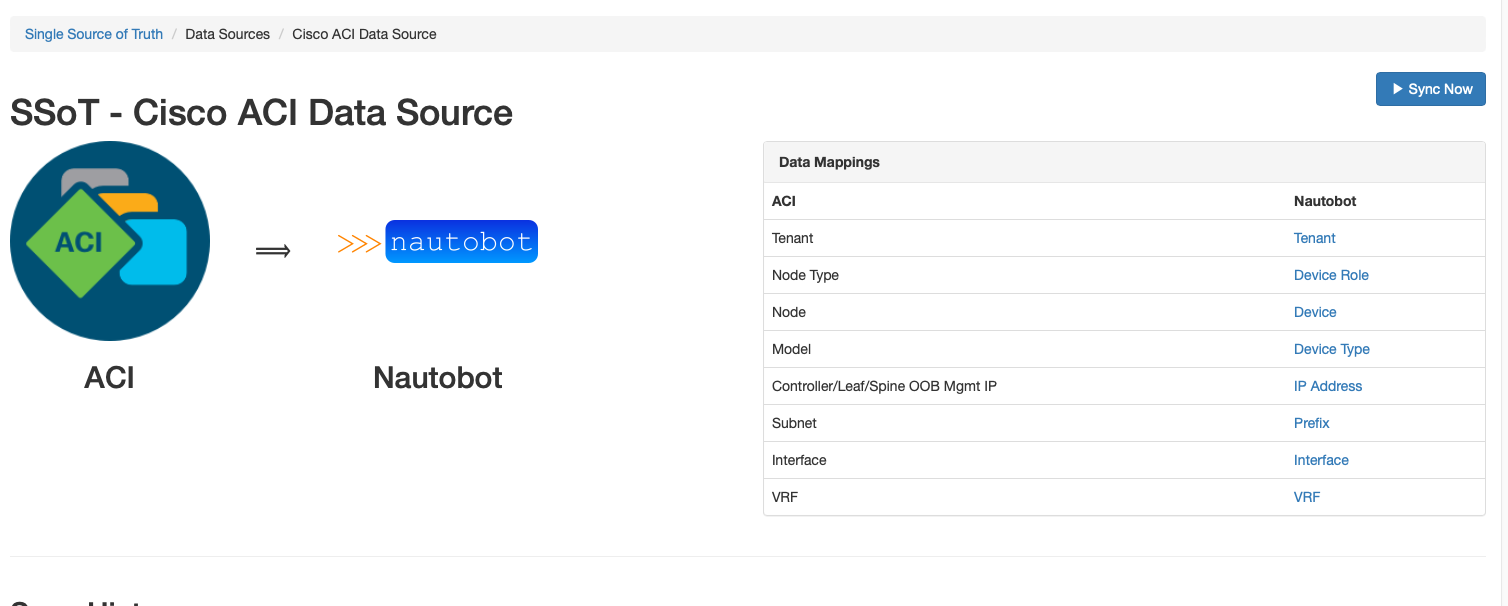 Single Source of Truth / Data Sources / Cisco ACI Data Source
Sync Now
SSoT - Cisco ACI Data Source
ACI
>>> nautobot
ACI
Nautobot
Data Mappings
ACI Nautobot
Tenant Tenant
Node Type Device Role
Node Device
Model Device Type
Controller/Leaf/Spine OOB Mgmt IP IP Address
Subnet Prefix
Interface Interface
VRF VRF